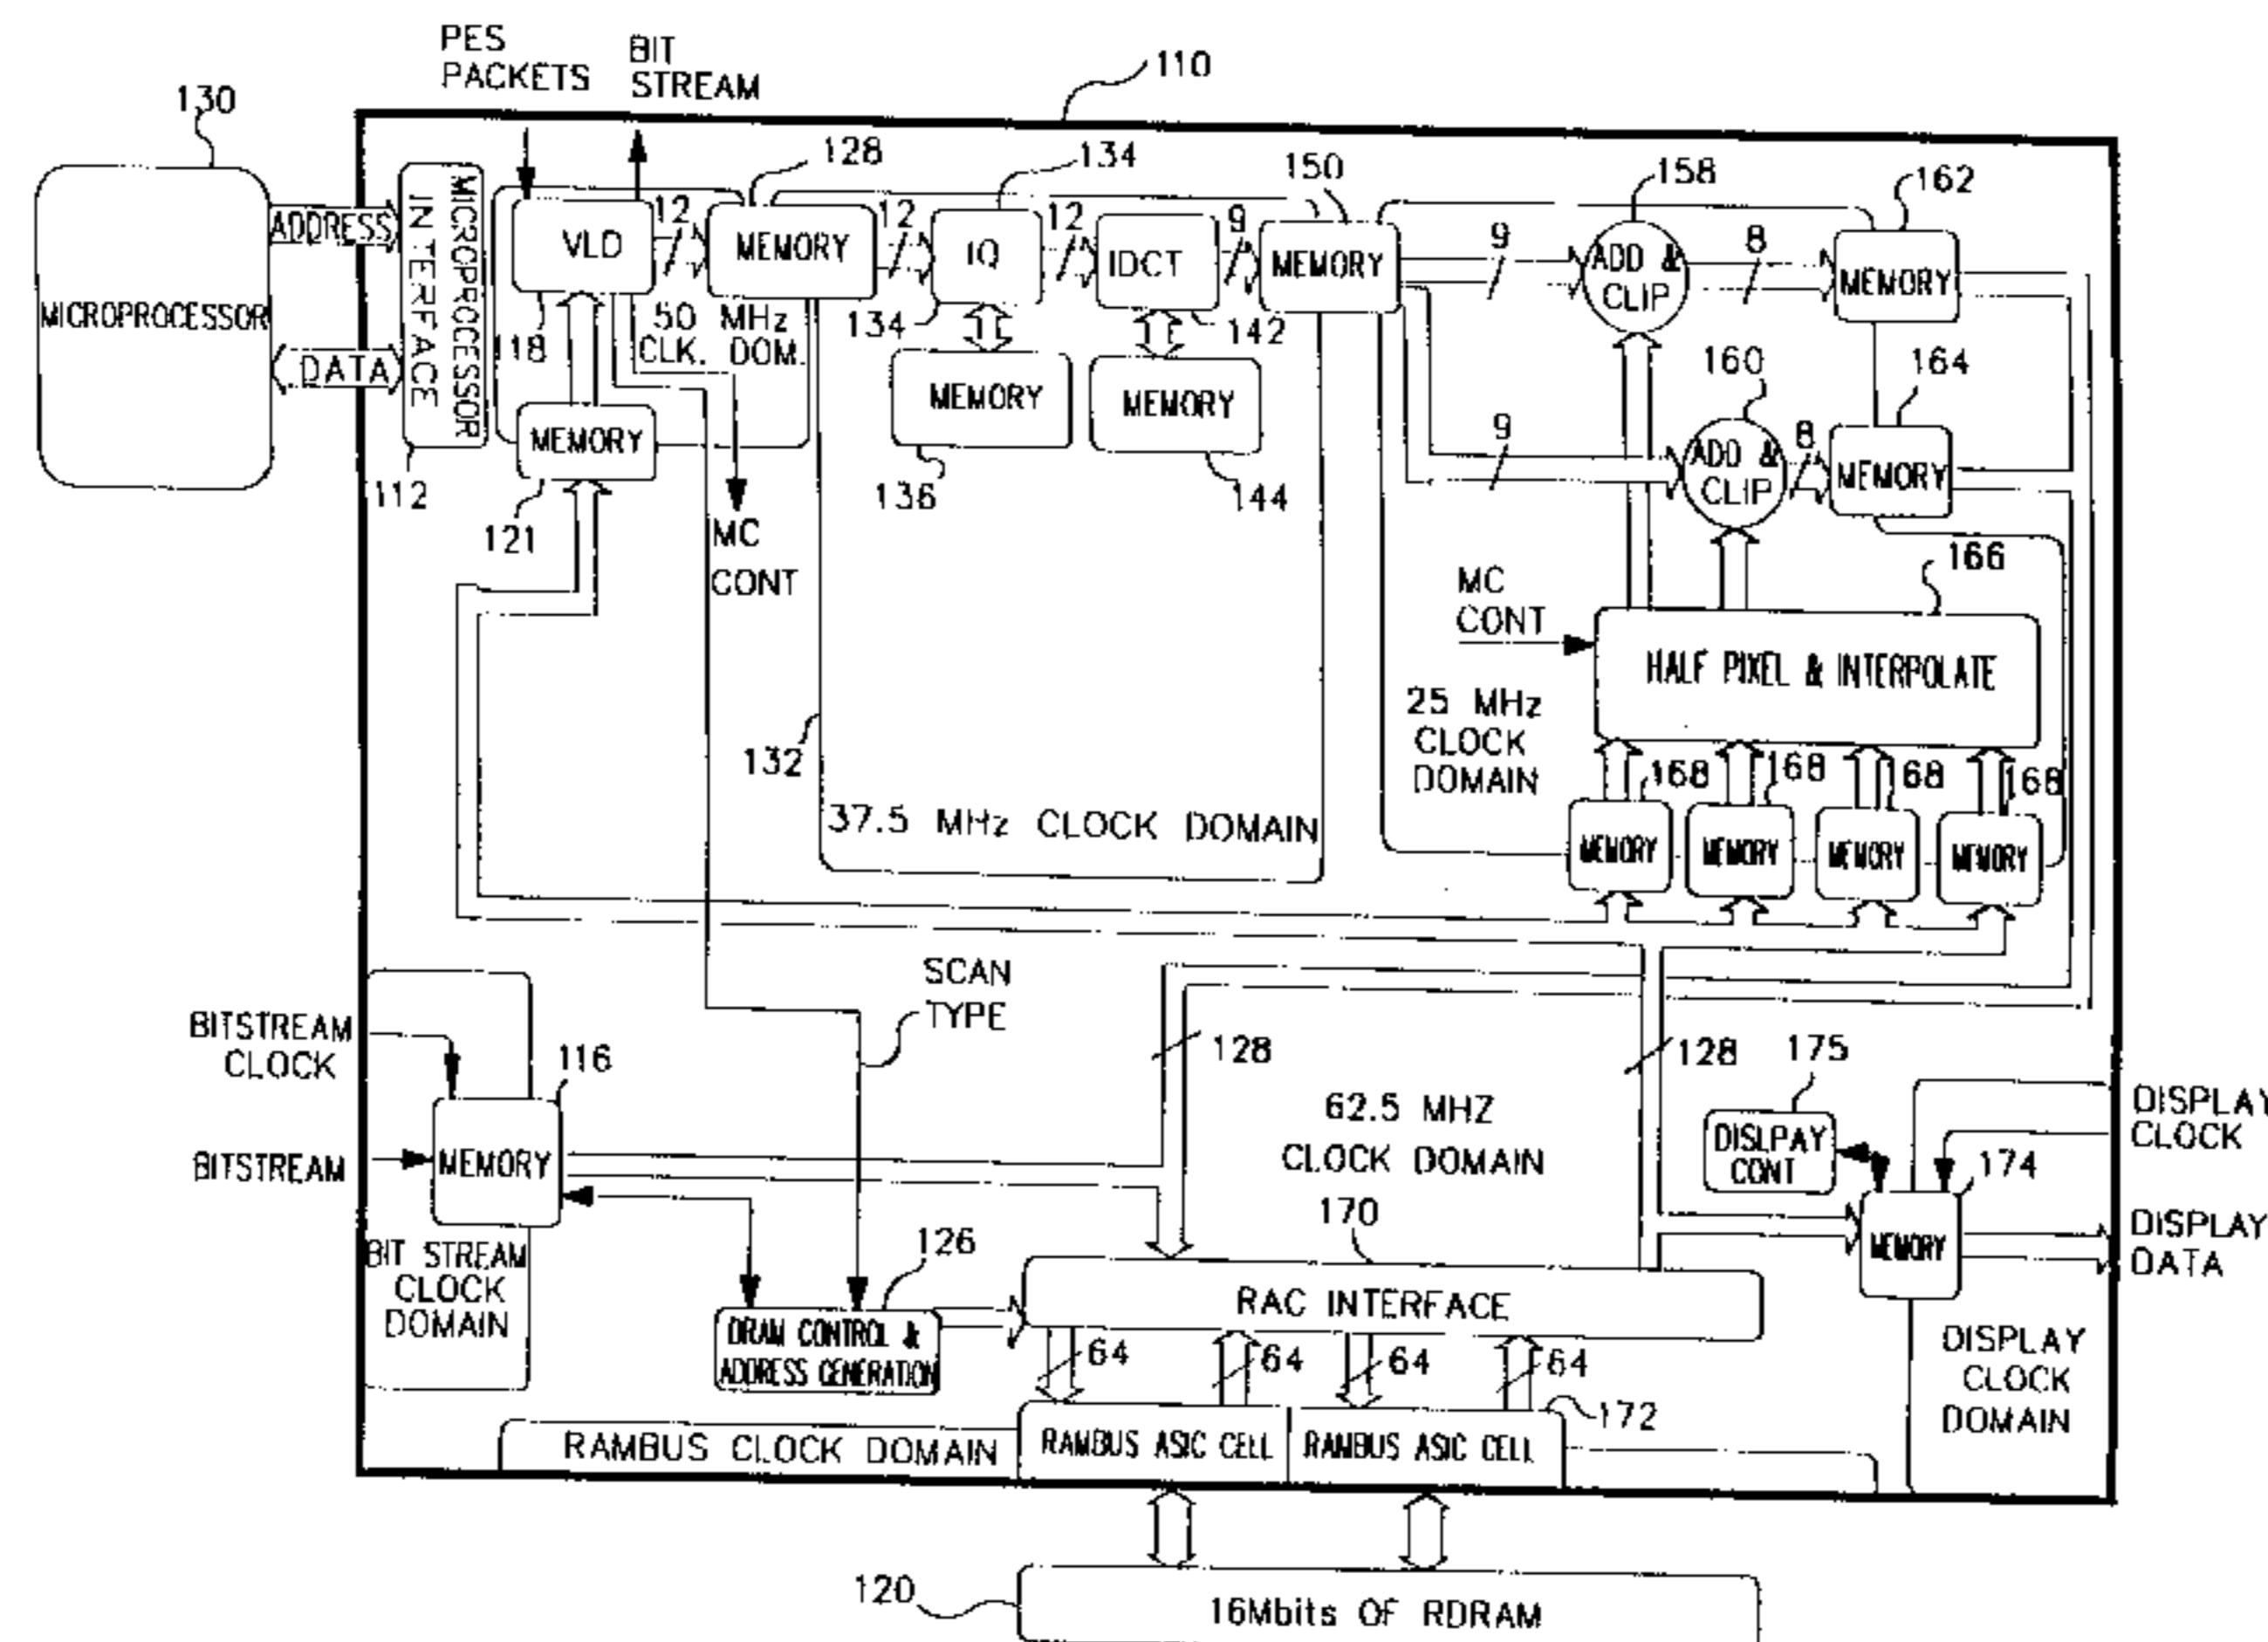 PES
PACKETS
BIT
STREAM
110
130
128
134
150
158
162
MICROPROCESSOR
ADDRESS
DATA
MICROPROCESSOR
INTERFACE
112
VLD
118
12
MEMORY
12
IQ
134
12
IDCT
142
9
MEMORY
9
ADD &
CLIP
8
MEMORY
50 MHz
CLK. DOM.
MEMORY
121
MEMORY
136
MEMORY
144
160
164
9
ADD &
CLIP
8
MEMORY
MC
CONT
MC
CONT
166
HALF PIXEL & INTERPOLATE
25 MHz
CLOCK
DOMAIN
132
37.5 MHz CLOCK DOMAIN
168
168
168
168
MEMORY
MEMORY
MEMORY
MEMORY
SCAN
TYPE
BITSTREAM
CLOCK
116
128
128
175
62.5 MHZ
CLOCK DOMAIN
DISLPAY
CONT
DISPLAY
CLOCK
BITSTREAM
MEMORY
174
MEMORY
DISPLAY
DATA
BIT STREAM
CLOCK
DOMAIN
126
170
DRAM CONTROL &
ADDRESS GENERATION
RAC INTERFACE
64
64
64
64
DISPLAY
CLOCK
DOMAIN
172
RAMBUS CLOCK DOMAIN
RAMBUS ASIC CELL
RAMBUS ASIC CELL
120
16Mbits OF RDRAM